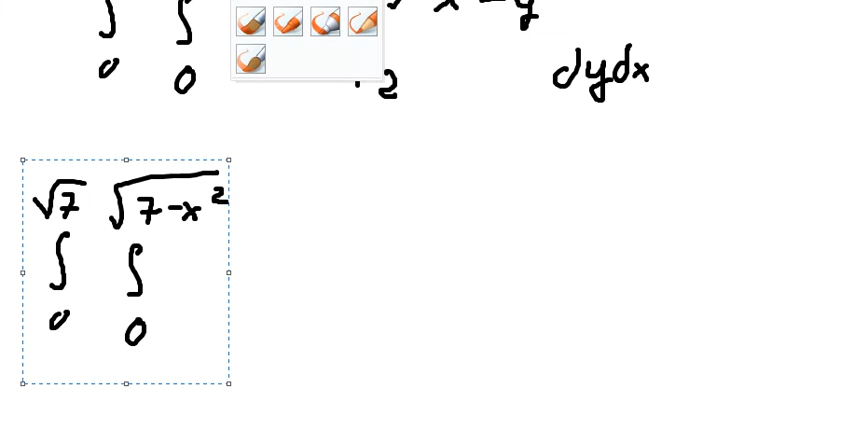 ∫ ∫ x - y
0 0 2 dydx
√7 √(7-x²)
∫ ∫
0 0